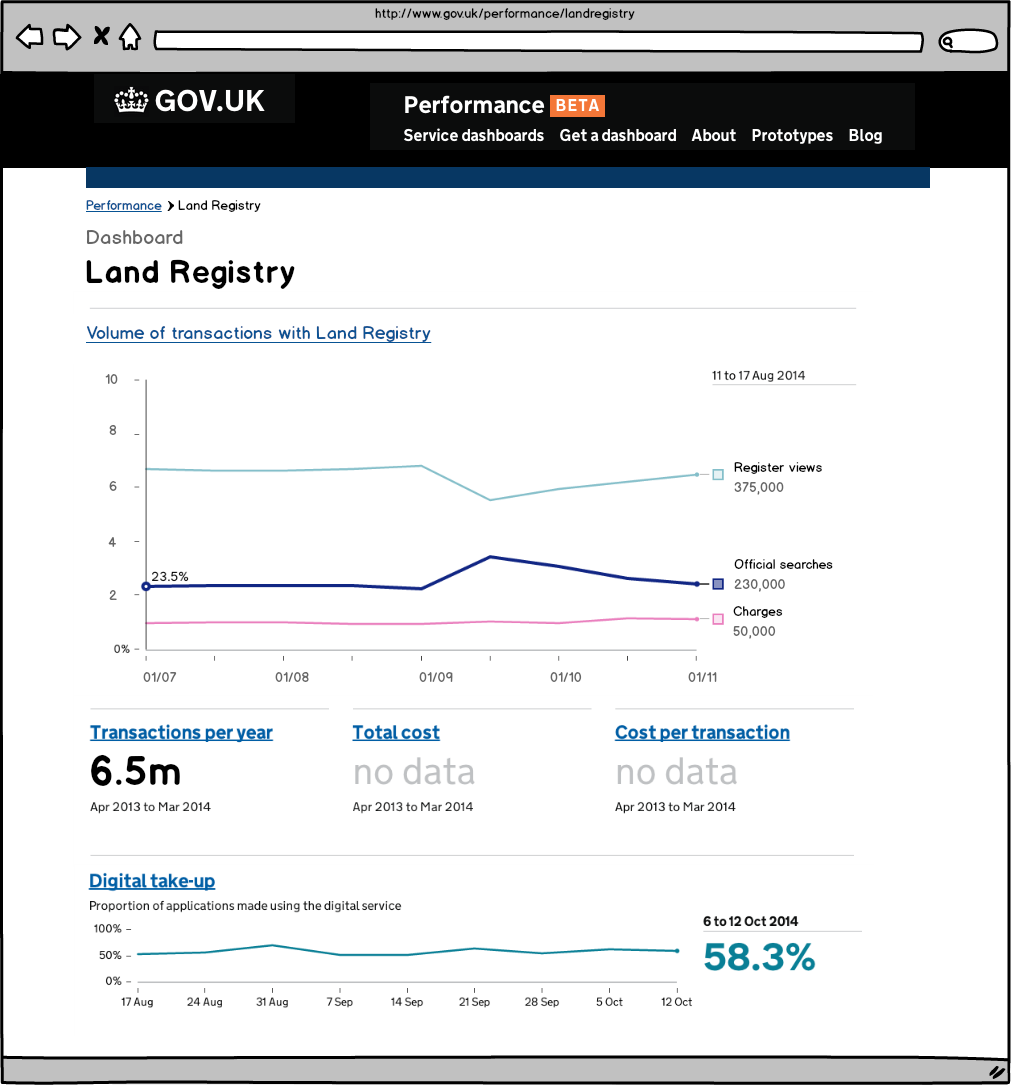 http://www.gov.uk/performance/landregistry
GOV.UK
Performance BETA
Service dashboards Get a dashboard About Prototypes Blog
Performance Land Registry
Dashboard
Land Registry
Volume of transactions with Land Registry
11 to 17 Aug 2014
10
8
6
4
2
0%
23.5%
Register views
375,000
Official searches
230,000
Charges
50,000
01/07 01/08 01/09 01/10 01/11
Transactions per year
6.5m
Apr 2013 to Mar 2014
Total cost
no data
Apr 2013 to Mar 2014
Cost per transaction
no data
Apr 2013 to Mar 2014
Digital take-up
Proportion of applications made using the digital service
100%
50%
0%
17 Aug 24 Aug 31 Aug 7 Sep 14 Sep 21 Sep 28 Sep 5 Oct 12 Oct
6 to 12 Oct 2014
58.3%